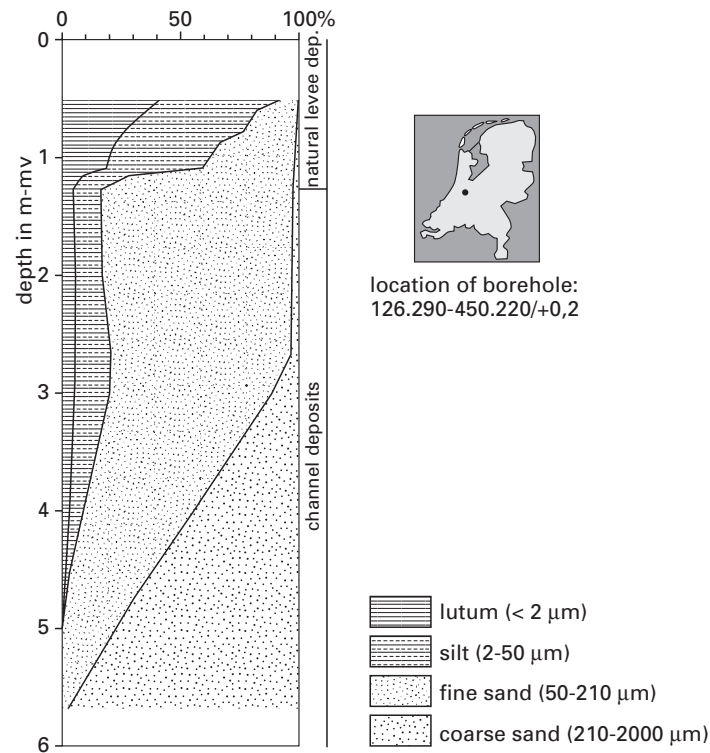 0 50 100%
0
1
2
3
4
5
6
depth in m-mv
natural levee dep.
channel deposits
location of borehole:
126.290-450.220/+0,2
lutum (< 2 µm)
silt (2-50 µm)
fine sand (50-210 µm)
coarse sand (210-2000 µm)